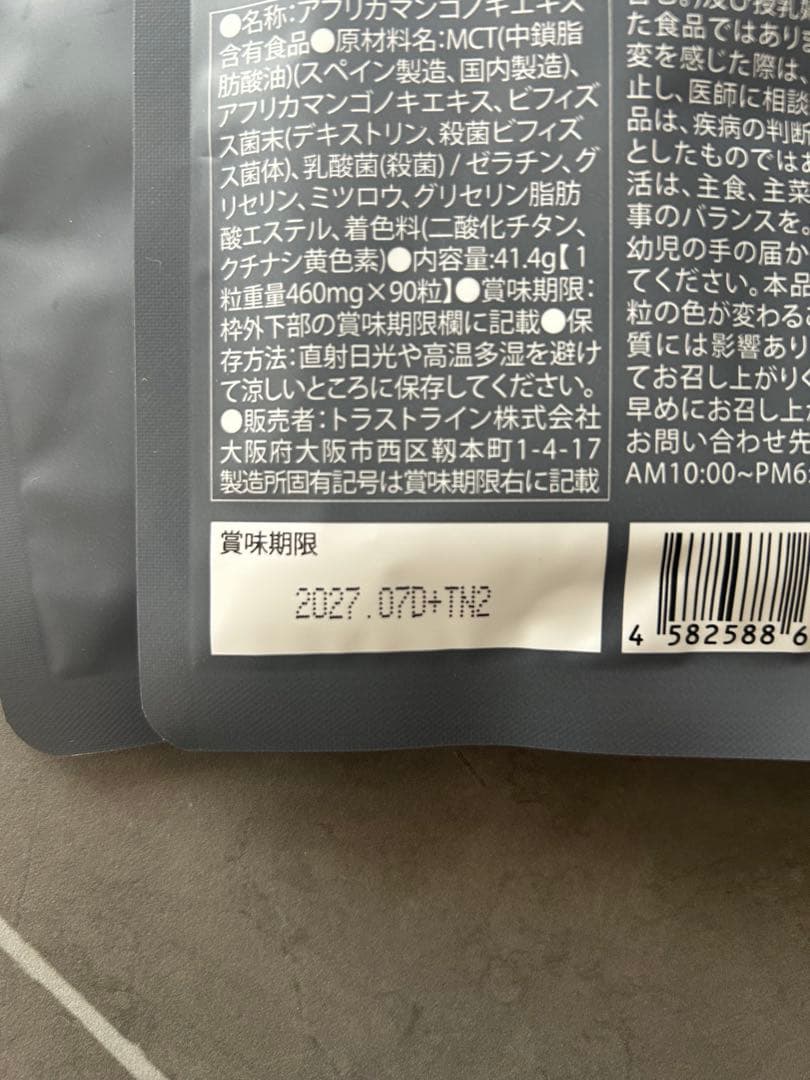 ●名称:アフリカマンゴノキエキス
含有食品●原材料名:MCT(中鎖脂
肪酸油)(スペイン製造、国内製造)、
アフリカマンゴノキエキス、ビフィズ
ス菌末(デキストリン、殺菌ビフィズ
ス菌体)、乳酸菌(殺菌) / ゼラチン、グ
リセリン、ミツロウ、グリセリン脂肪
酸エステル、着色料(二酸化チタン、
クチナシ黄色素)●内容量:41.4g【1
粒重量460mg×90粒】●賞味期限:
枠外下部の賞味期限欄に記載●保
存方法:直射日光や高温多湿を避け
て涼しいところに保存してください。
●販売者:トラストライン株式会社
大阪府大阪市西区靱本町1-4-17
製造所固有記号は賞味期限右に記載
及び授乳
た食品ではあり
変を感じた際は、
止し、医師に相談
品は、疾病の判断
としたものではあ
活は、主食、主菜
事のバランスを。
幼児の手の届か
てください。本品
粒の色が変わる
質には影響あり
てお召し上がりく
早めにお召し上
お問い合わせ先
AM10:00~PM6:
賞味期限
2027.07D+TN2
4 582588 6